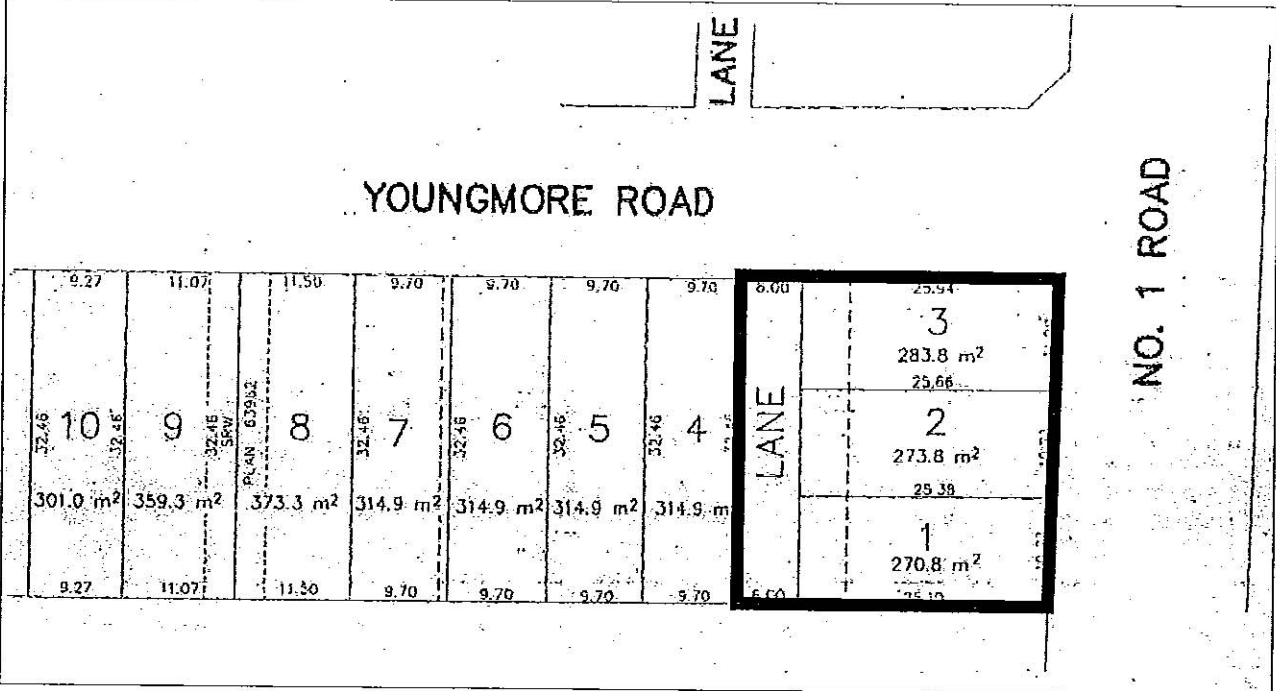 LANE
YOUNGMORE ROAD
NO. 1 ROAD
9.27 11.07 11.50 9.70 9.70 9.70 9.70 6.00 25.94
3
283.8 m²
25.66
32.46 10 32.46 9 32.46 SRW PLAN 63962 8 32.46 7 32.46 6 32.46 5 32.46 4 LANE 2
273.8 m²
25.38
301.0 m² 359.3 m² 373.3 m² 314.9 m² 314.9 m² 314.9 m² 314.9 m
1
270.8 m²
9.27 11.07 11.50 9.70 9.70 9.70 9.70 6.00 25.10